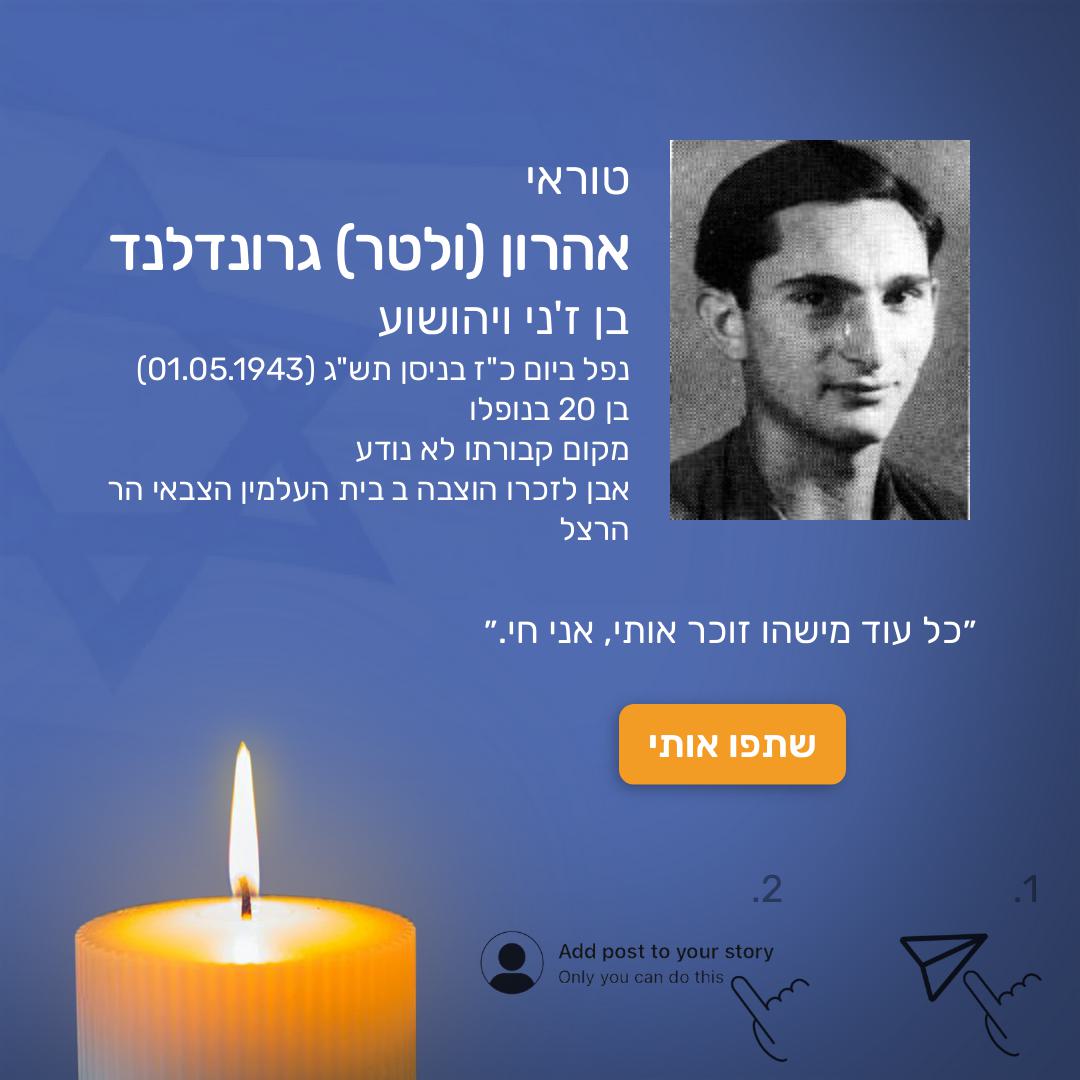 טוראי
אהרון (ולטר) גרונדלנד
בן ז'ני ויהושוע
נפל ביום כ"ז בניסן תש"ג (01.05.1943)
בן 20 בנופלו
מקום קבורתו לא נודע
אבן לזכרו הוצבה ב בית העלמין הצבאי הר
הרצל
״כל עוד מישהו זוכר אותי, אני חי.״
שתפו אותי
.1
.2
Add post to your story
Only you can do this